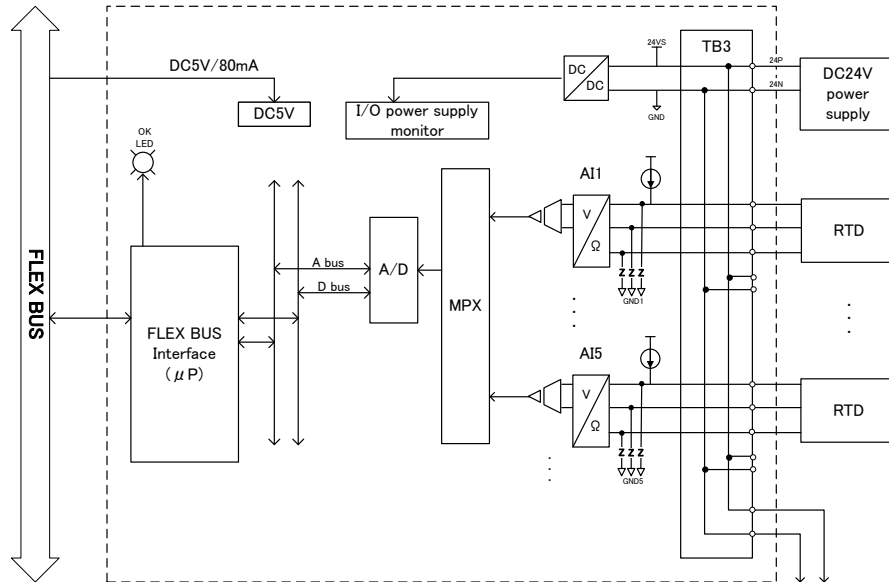 DC5V/80mA
DC5V
I/O power supply
monitor
DC
DC
24VS
GND
TB3
24P
24N
DC24V
power
supply
OK
LED
FLEX BUS
FLEX BUS
Interface
(μP)
A bus
D bus
A/D
MPX
AI1
V
Ω
Z Z Z
GND1
RTD
AI5
V
Ω
Z Z Z
GND5
RTD